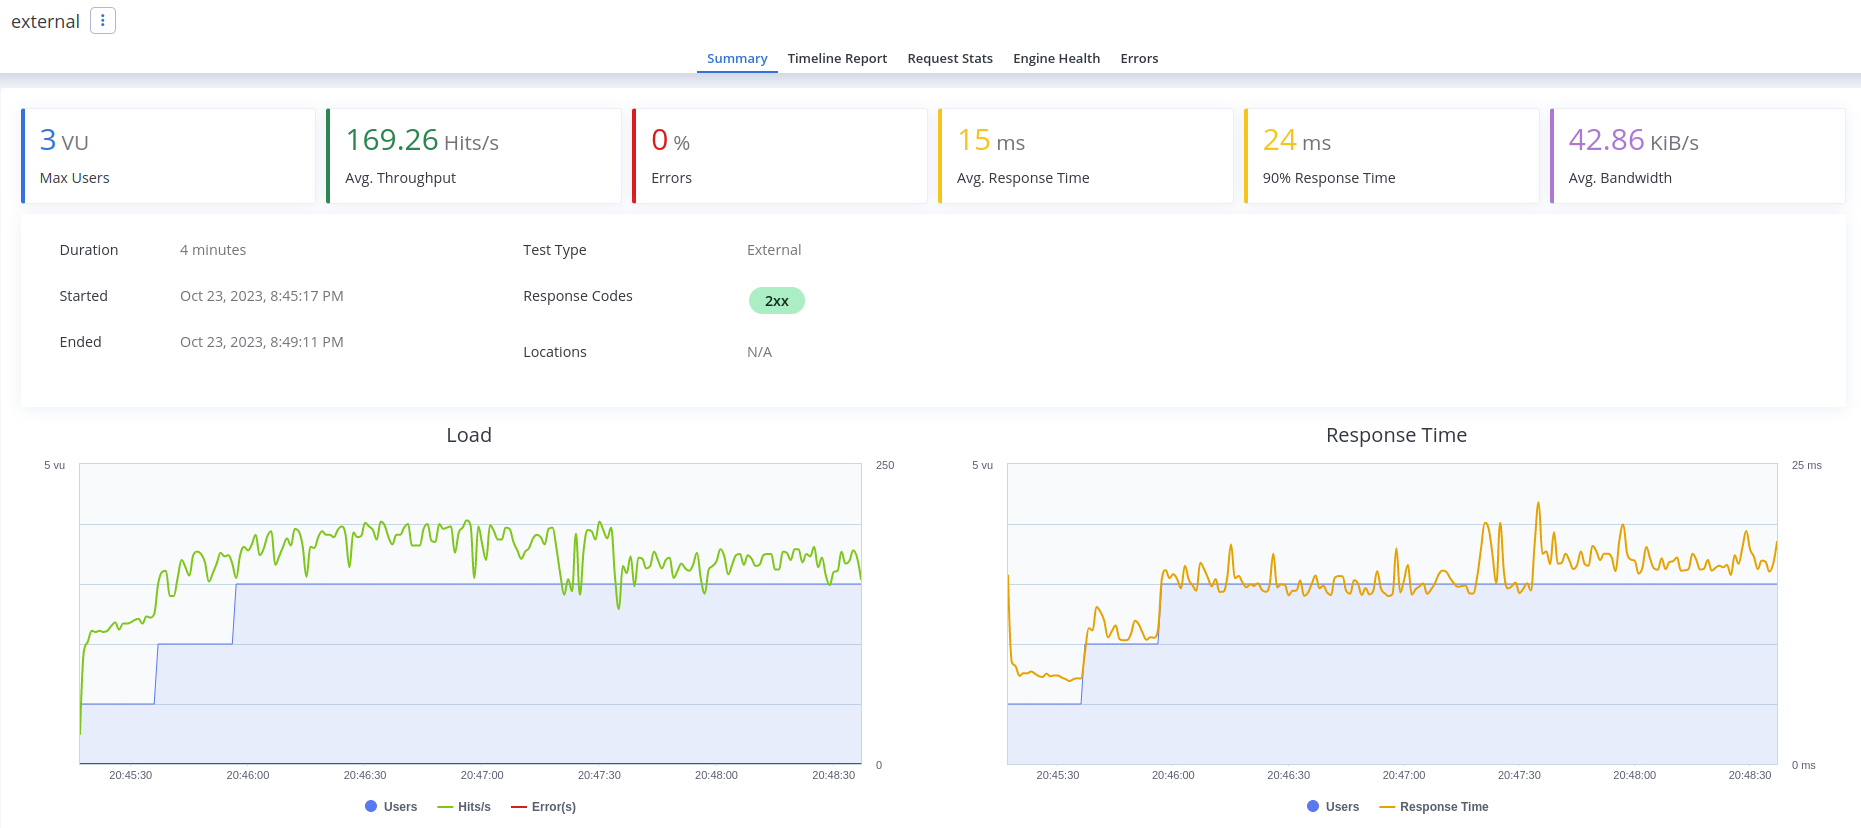 external
Summary Timeline Report Request Stats Engine Health Errors
3 VU
Max Users
169.26 Hits/s
Avg. Throughput
0 %
Errors
15 ms
Avg. Response Time
24 ms
90% Response Time
42.86 KiB/s
Avg. Bandwidth
Duration 4 minutes
Started Oct 23, 2023, 8:45:17 PM
Ended Oct 23, 2023, 8:49:11 PM
Test Type External
Response Codes 2xx
Locations N/A
Load
5 vu 250
0
20:45:30 20:46:00 20:46:30 20:47:00 20:47:30 20:48:00 20:48:30
Users Hits/s Error(s)
Response Time
5 vu 25 ms
0 ms
20:45:30 20:46:00 20:46:30 20:47:00 20:47:30 20:48:00 20:48:30
Users Response Time